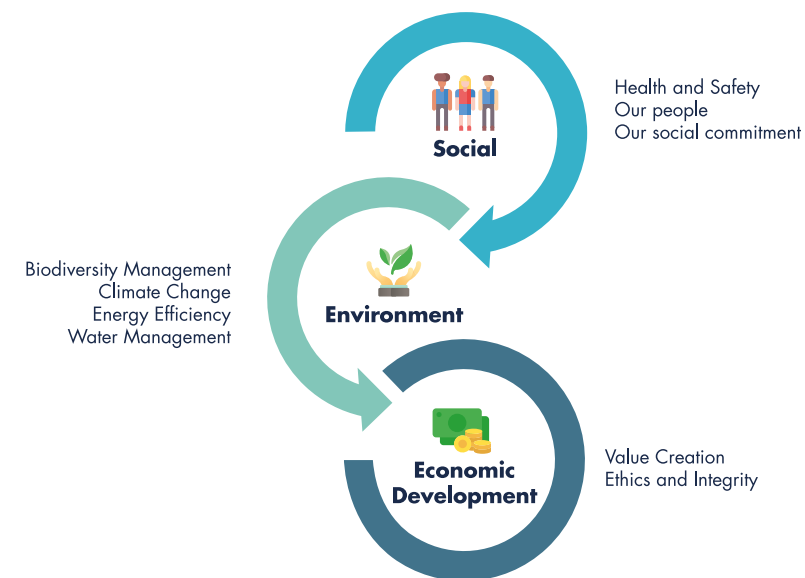 Social
Health and Safety
Our people
Our social commitment
Environment
Biodiversity Management
Climate Change
Energy Efficiency
Water Management
Economic
Development
Value Creation
Ethics and Integrity